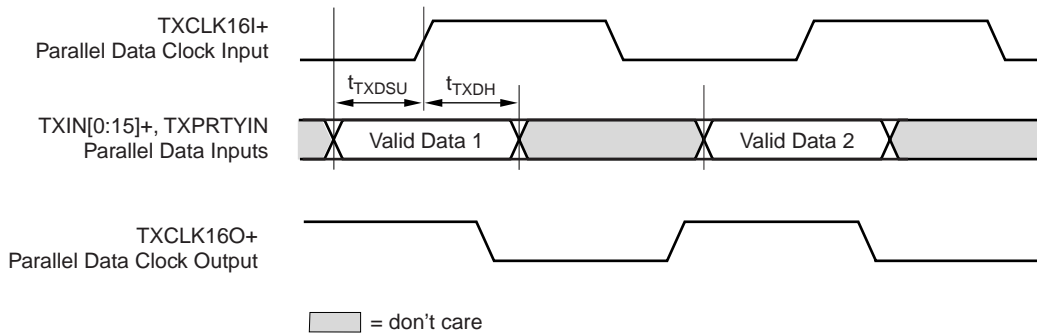 TXCLK16I+
Parallel Data Clock Input
tTXDSU
tTXDH
TXIN[0:15]+, TXPRTYIN
Parallel Data Inputs
Valid Data 1
Valid Data 2
TXCLK16O+
Parallel Data Clock Output
= don't care